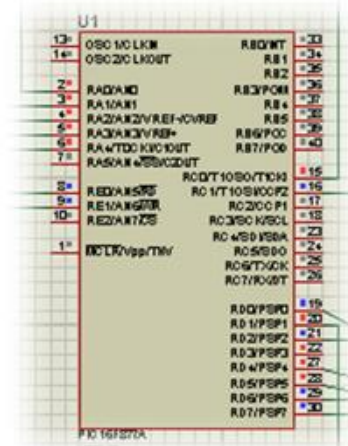 U1
13 OSC1/CLKIN RB0/INT 33
14 OSC2/CLKOUT RB1 34
RB2 35
2 RA0/AN0 RB3/PGM 36
3 RA1/AN1 RB4 37
4 RA2/AN2/VREF-/CVREF RB5 38
5 RA3/AN3/VREF+ RB6/PGC 39
6 RA4/T0CKI/C1OUT RB7/PGD 40
7 RA5/AN4/SS/C2OUT
RC0/T1OSO/T1CKI 15
8 RE0/AN5/RD RC1/T1OSI/CCP2 16
9 RE1/AN6/WR RC2/CCP1 17
10 RE2/AN7/CS RC3/SCK/SCL 18
RC4/SDI/SDA 23
1 MCLR/Vpp/THV RC5/SDO 24
RC6/TX/CK 25
RC7/RX/DT 26
RD0/PSP0 19
RD1/PSP1 20
RD2/PSP2 21
RD3/PSP3 22
RD4/PSP4 27
RD5/PSP5 28
RD6/PSP6 29
RD7/PSP7 30
PIC16F877A